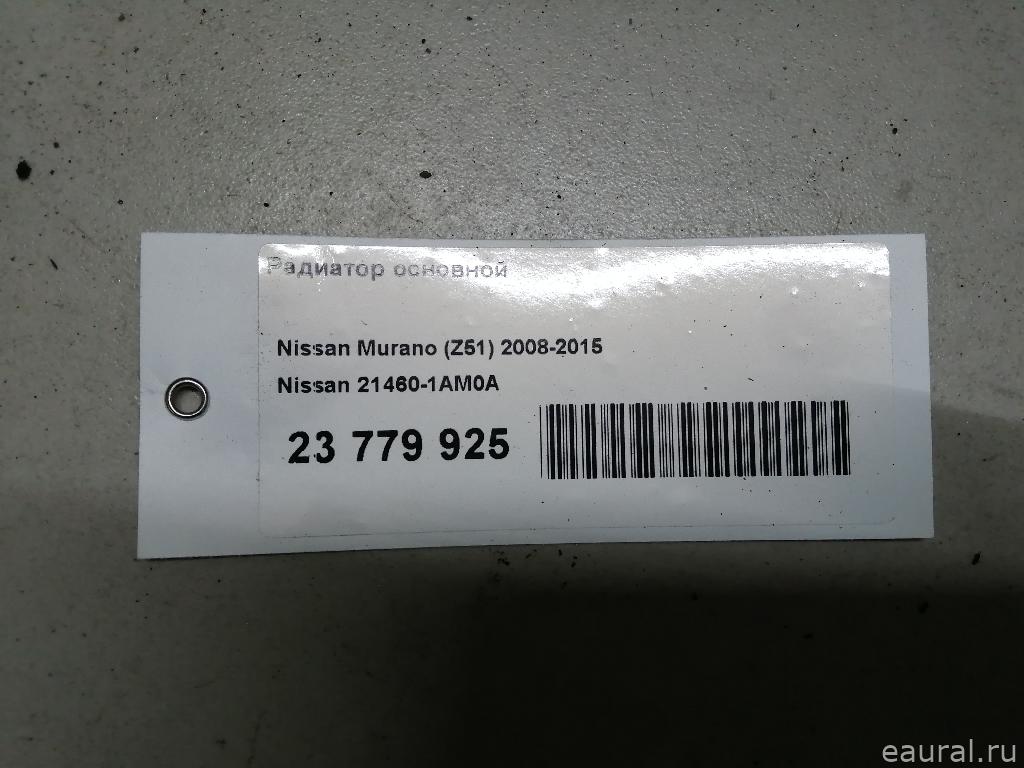 Радиатор основной
Nissan Murano (Z51) 2008-2015
Nissan 21460-1AM0A
23 779 925
eaural.ru